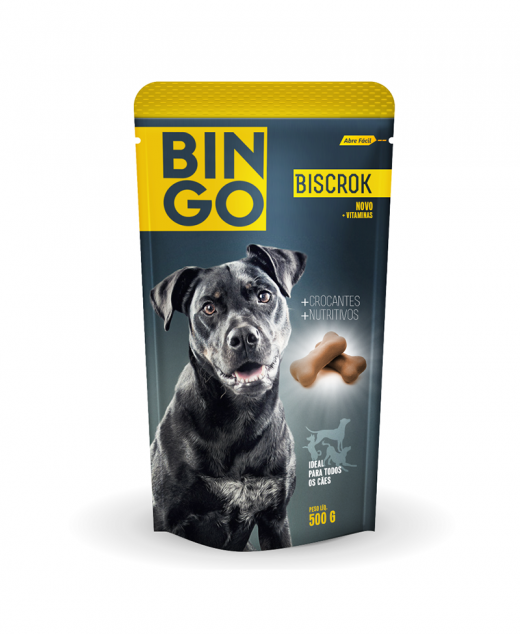 BIN
GO
Abre Fácil
BISCROK
NOVO
+ VITAMINAS
+CROCANTES
+NUTRITIVOS
IDEAL
PARA TODOS
OS CÃES
PESO LÍQ.
500 G